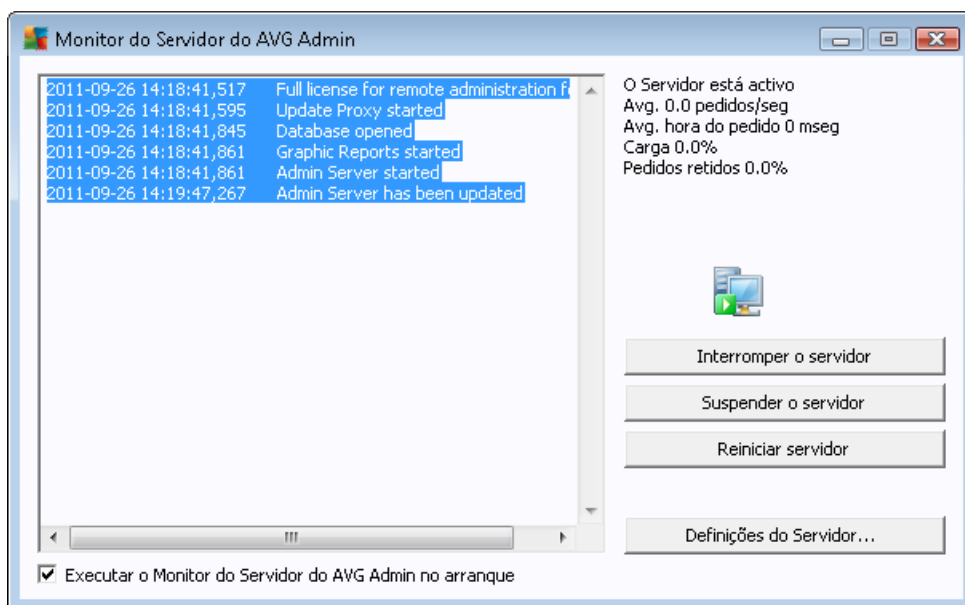 Monitor do Servidor do AVG Admin
2011-09-26 14:18:41,517 Full license for remote administration
2011-09-26 14:18:41,595 Update Proxy started
2011-09-26 14:18:41,845 Database opened
2011-09-26 14:18:41,861 Graphic Reports started
2011-09-26 14:18:41,861 Admin Server started
2011-09-26 14:19:47,267 Admin Server has been updated
O Servidor está activo
Avg. 0.0 pedidos/seg
Avg. hora do pedido 0 mseg
Carga 0.0%
Pedidos retidos 0.0%
Interromper o servidor
Suspender o servidor
Reiniciar servidor
Definições do Servidor...
Executar o Monitor do Servidor do AVG Admin no arranque